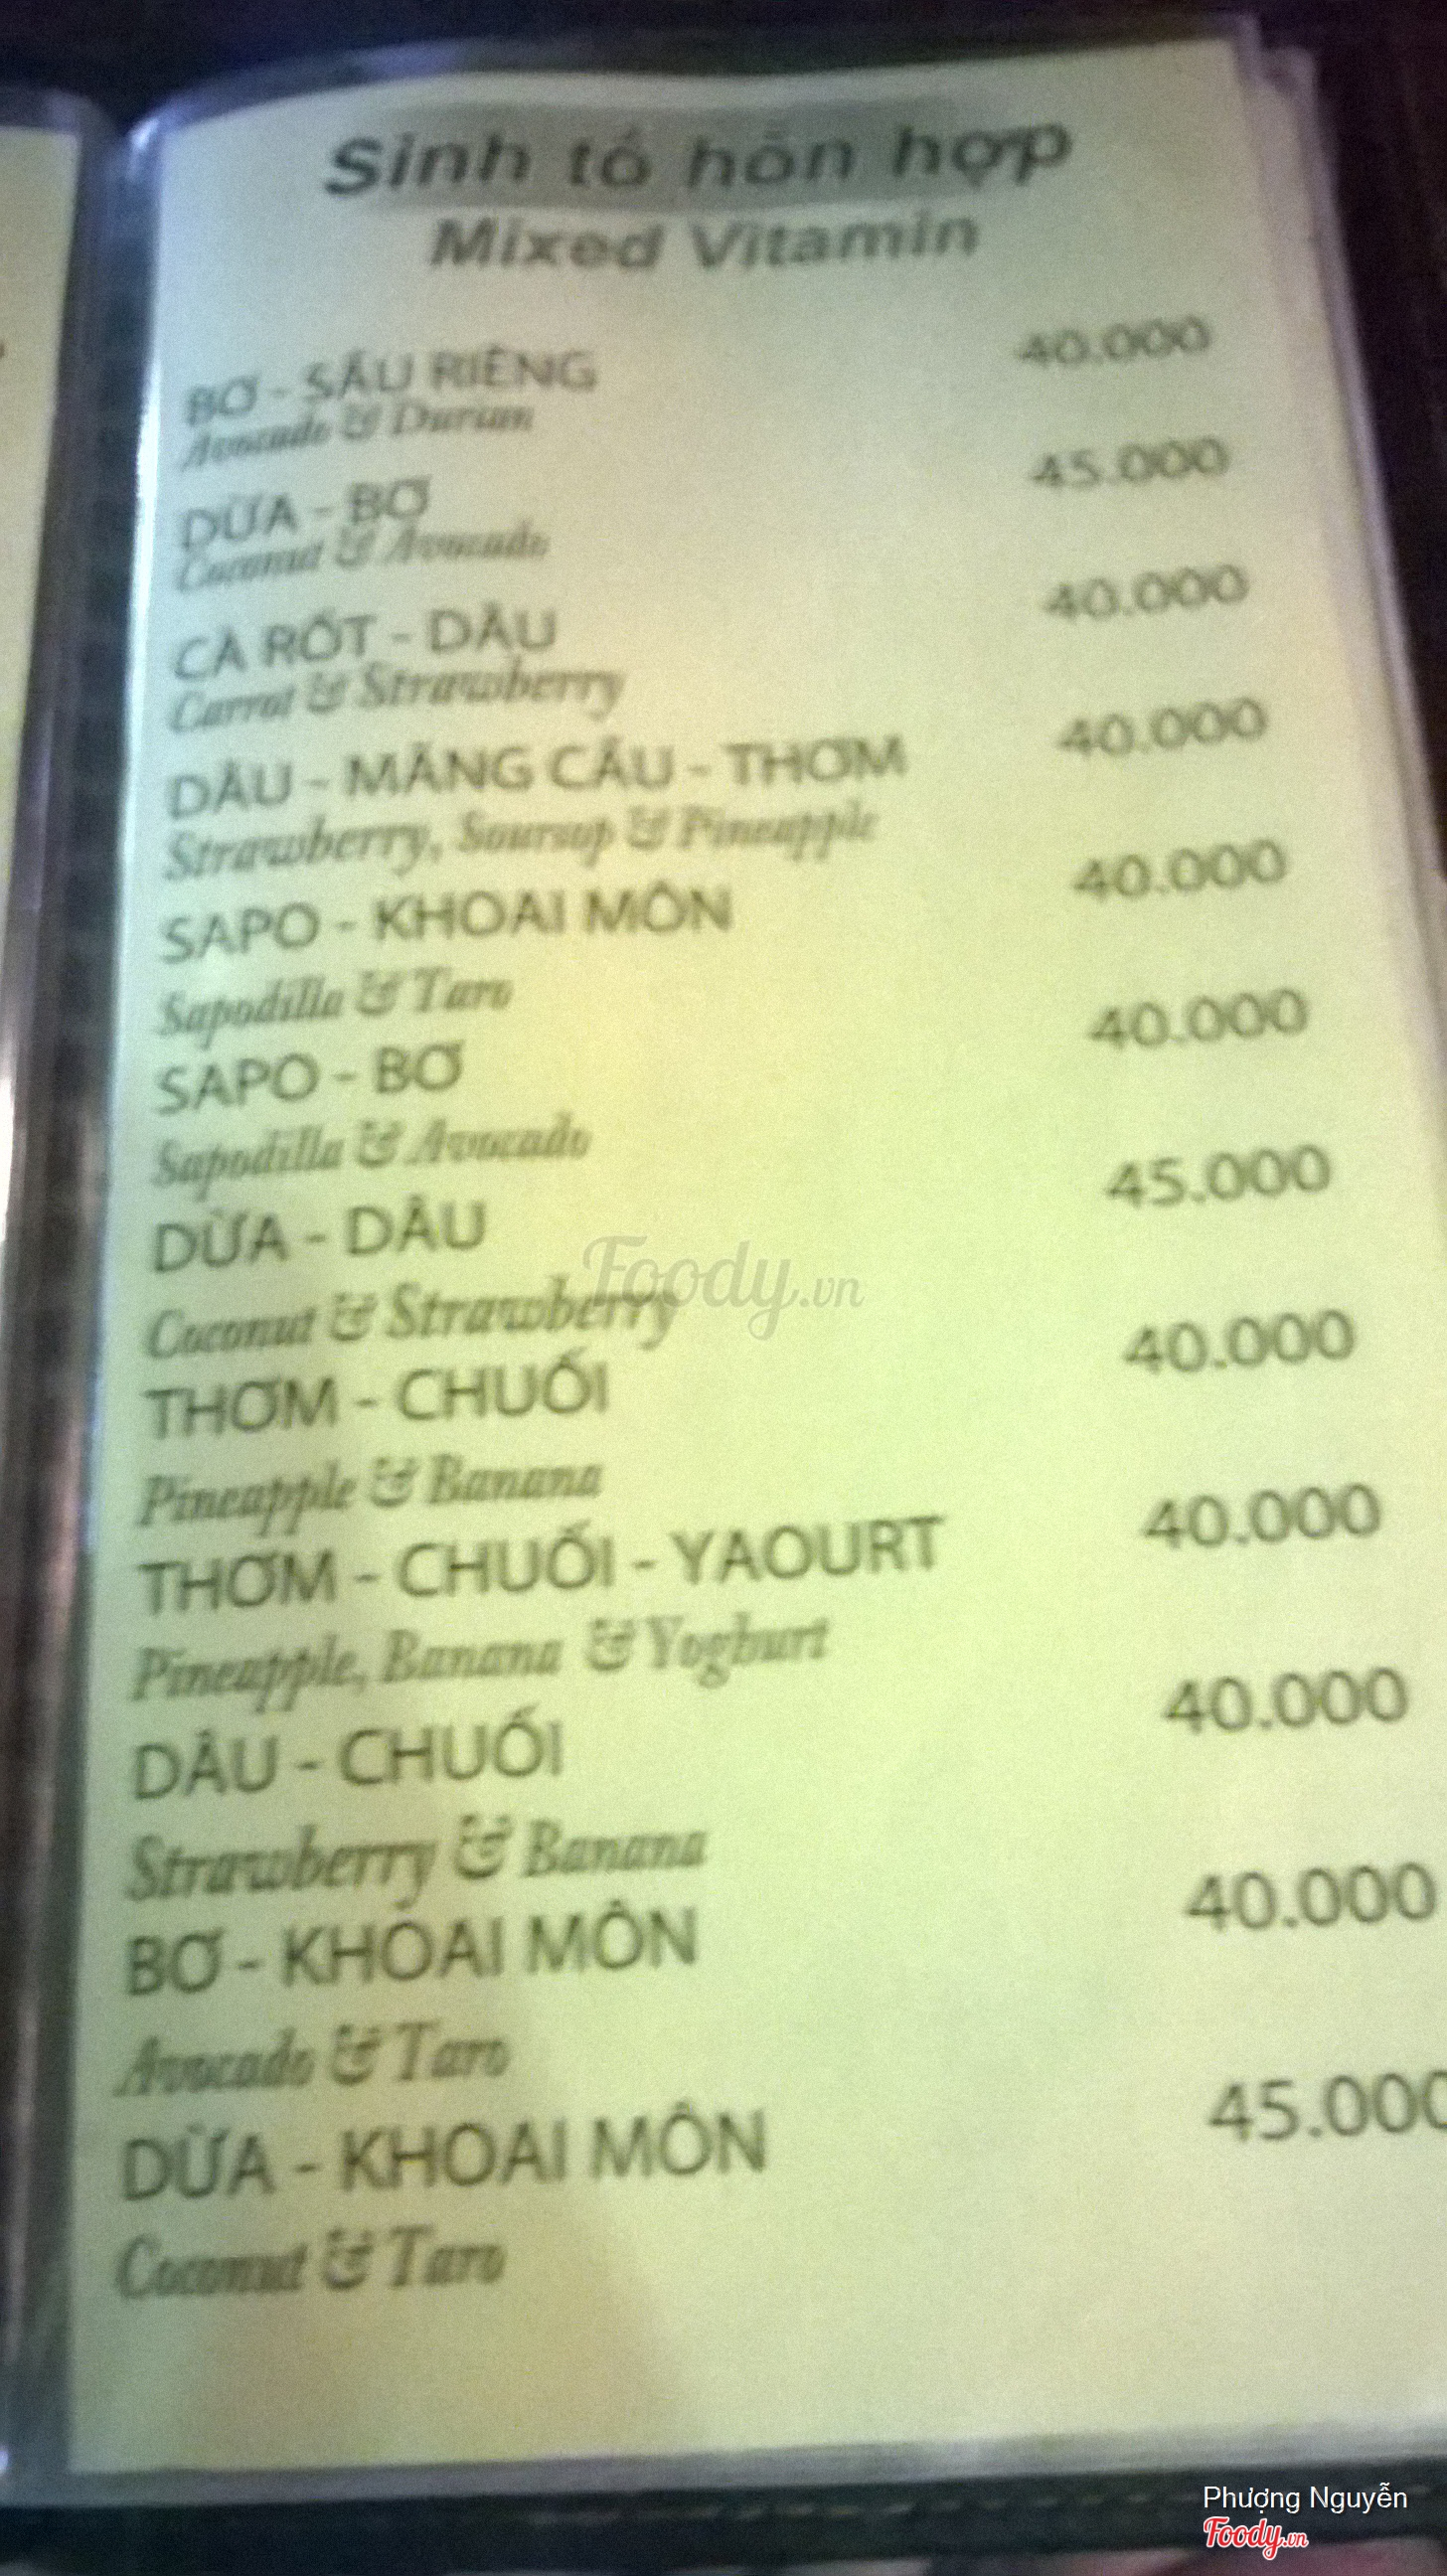 Sinh tố hỗn hợp
Mixed Vitamin
BƠ - SẦU RIÊNG 40.000
Avocado & Durian
DỪA - BƠ 45.000
Coconut & Avocado
CÀ RỐT - DÂU 40.000
Carrot & Strawberry
DÂU - MÃNG CẦU - THƠM 40.000
Strawberry, Soursop & Pineapple
SAPO - KHOAI MÔN 40.000
Sapodilla & Taro
SAPO - BƠ 40.000
Sapodilla & Avocado
DỪA - DÂU 45.000
Coconut & Strawberry
THƠM - CHUỐI 40.000
Pineapple & Banana
THƠM - CHUỐI - YAOURT 40.000
Pineapple, Banana & Yoghurt
DÂU - CHUỐI 40.000
Strawberry & Banana
BƠ - KHOAI MÔN 40.000
Avocado & Taro
DỪA - KHOAI MÔN 45.000
Coconut & Taro
Foody.vn
Phượng Nguyễn
Foody.vn